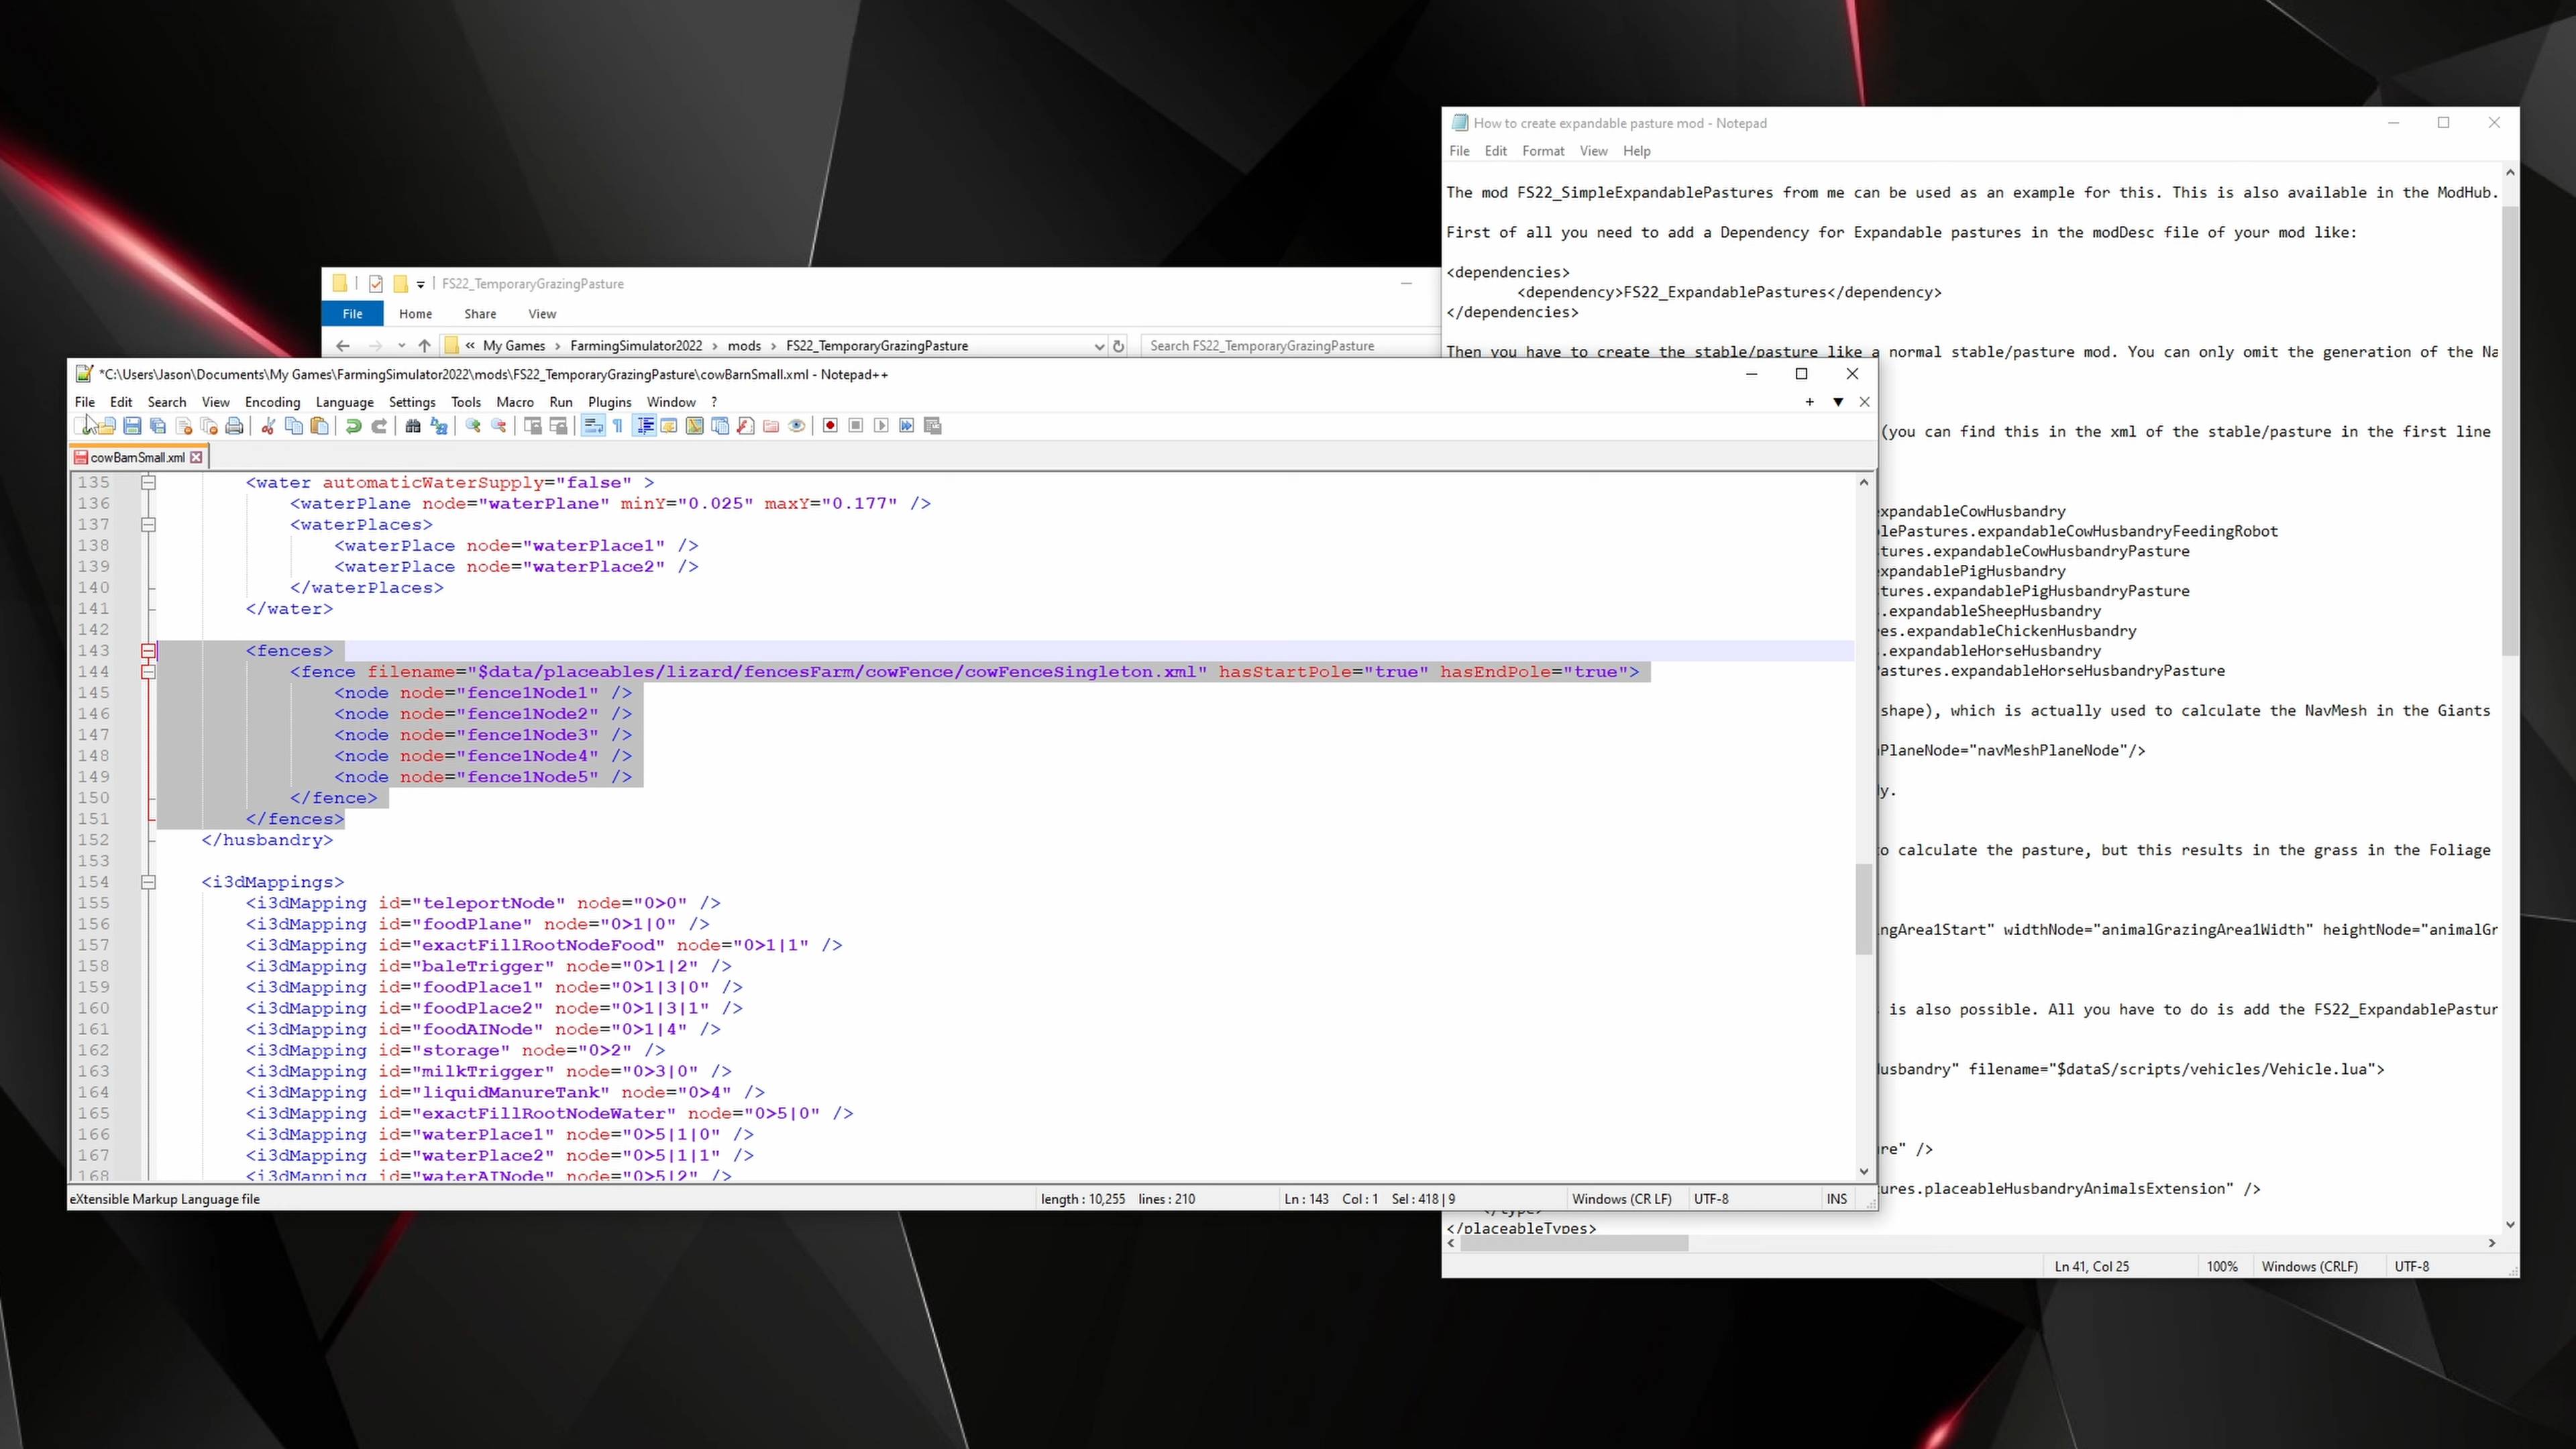 How to create expandable pasture mod - Notepad
File Edit Format View Help
The mod FS22_SimpleExpandablePastures from me can be used as an example for this. This is also available in the ModHub.
First of all you need to add a Dependency for Expandable pastures in the modDesc file of your mod like:
<dependencies>
<dependency>FS22_ExpandablePastures</dependency>
</dependencies>
Then you have to create the stable/pasture like a normal stable/pasture mod. You can only omit the generation of the Na
(you can find this in the xml of the stable/pasture in the first line
xpandableCowHusbandry
lePastures.expandableCowHusbandryFeedingRobot
tures.expandableCowHusbandryPasture
xpandablePigHusbandry
tures.expandablePigHusbandryPasture
.expandableSheepHusbandry
es.expandableChickenHusbandry
.expandableHorseHusbandry
astures.expandableHorseHusbandryPasture
shape), which is actually used to calculate the NavMesh in the Giants
PlaneNode="navMeshPlaneNode"/>
y.
o calculate the pasture, but this results in the grass in the Foliage
ngArea1Start" widthNode="animalGrazingArea1Width" heightNode="animalGr
is also possible. All you have to do is add the FS22_ExpandablePastur
usbandry" filename="$dataS/scripts/vehicles/Vehicle.lua">
re" />
ures.placeableHusbandryAnimalsExtension" />
</type>
</placeableTypes>
Ln 41, Col 25 100% Windows (CRLF) UTF-8
FS22_TemporaryGrazingPasture
File Home Share View
« My Games > FarmingSimulator2022 > mods > FS22_TemporaryGrazingPasture Search FS22_TemporaryGrazingPasture
*C:\Users\Jason\Documents\My Games\FarmingSimulator2022\mods\FS22_TemporaryGrazingPasture\cowBarnSmall.xml - Notepad++
File Edit Search View Encoding Language Settings Tools Macro Run Plugins Window ?
cowBarnSmall.xml
135 <water automaticWaterSupply="false" >
136 <waterPlane node="waterPlane" minY="0.025" maxY="0.177" />
137 <waterPlaces>
138 <waterPlace node="waterPlace1" />
139 <waterPlace node="waterPlace2" />
140 </waterPlaces>
141 </water>
142
143 <fences>
144 <fence filename="$data/placeables/lizard/fencesFarm/cowFence/cowFenceSingleton.xml" hasStartPole="true" hasEndPole="true">
145 <node node="fence1Node1" />
146 <node node="fence1Node2" />
147 <node node="fence1Node3" />
148 <node node="fence1Node4" />
149 <node node="fence1Node5" />
150 </fence>
151 </fences>
152 </husbandry>
153
154 <i3dMappings>
155 <i3dMapping id="teleportNode" node="0>0" />
156 <i3dMapping id="foodPlane" node="0>1|0" />
157 <i3dMapping id="exactFillRootNodeFood" node="0>1|1" />
158 <i3dMapping id="baleTrigger" node="0>1|2" />
159 <i3dMapping id="foodPlace1" node="0>1|3|0" />
160 <i3dMapping id="foodPlace2" node="0>1|3|1" />
161 <i3dMapping id="foodAINode" node="0>1|4" />
162 <i3dMapping id="storage" node="0>2" />
163 <i3dMapping id="milkTrigger" node="0>3|0" />
164 <i3dMapping id="liquidManureTank" node="0>4" />
165 <i3dMapping id="exactFillRootNodeWater" node="0>5|0" />
166 <i3dMapping id="waterPlace1" node="0>5|1|0" />
167 <i3dMapping id="waterPlace2" node="0>5|1|1" />
168 <i3dMapping id="waterAINode" node="0>5|2" />
eXtensible Markup Language file length : 10,255 lines : 210 Ln : 143 Col : 1 Sel : 418 | 9 Windows (CR LF) UTF-8 INS